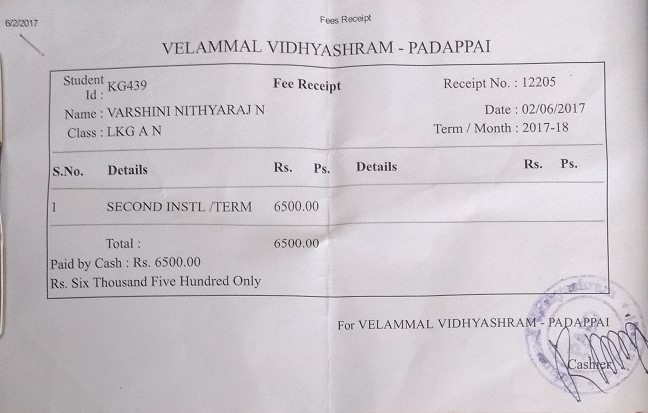 6/2/2017
Fees Receipt
VELAMMAL VIDHYASHRAM - PADAPPAI
Student Id : KG439 Fee Receipt Receipt No. : 12205
Name : VARSHINI NITHYARAJ N Date : 02/06/2017
Class : LKG A N Term / Month : 2017-18
S.No. Details Rs. Ps. Details Rs. Ps.
1 SECOND INSTL /TERM 6500.00
Total : 6500.00
Paid by Cash : Rs. 6500.00
Rs. Six Thousand Five Hundred Only
For VELAMMAL VIDHYASHRAM - PADAPPAI
Cashier